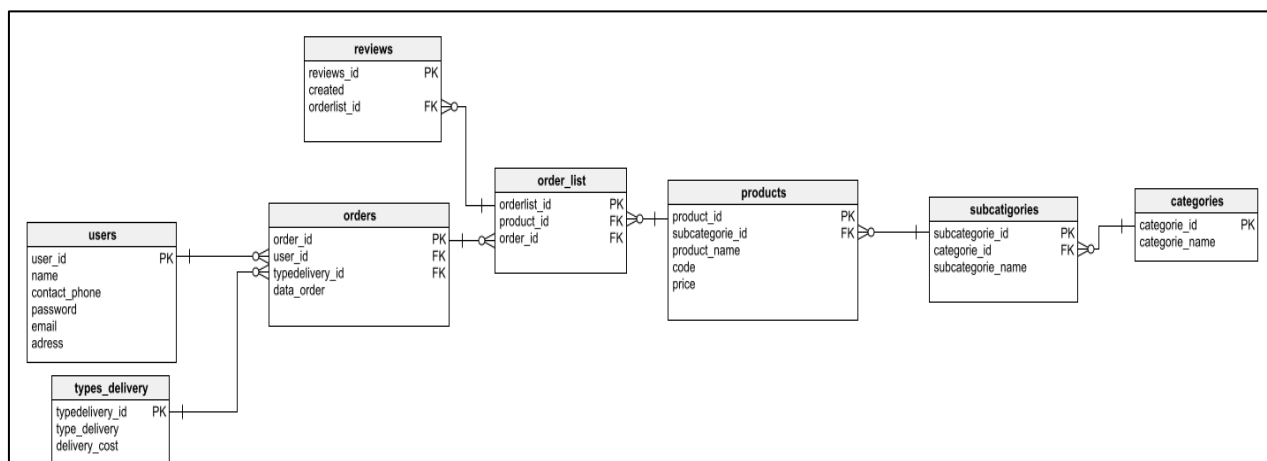 reviews
reviews_id PK
created
orderlist_id FK
order_list
orderlist_id PK
product_id FK
order_id FK
products
product_id PK
subcategorie_id FK
product_name
code
price
subcatigories
subcategorie_id PK
categorie_id FK
subcategorie_name
categories
categorie_id PK
categorie_name
orders
order_id PK
user_id FK
typedelivery_id FK
data_order
users
user_id PK
name
contact_phone
password
email
adress
types_delivery
typedelivery_id PK
type_delivery
delivery_cost